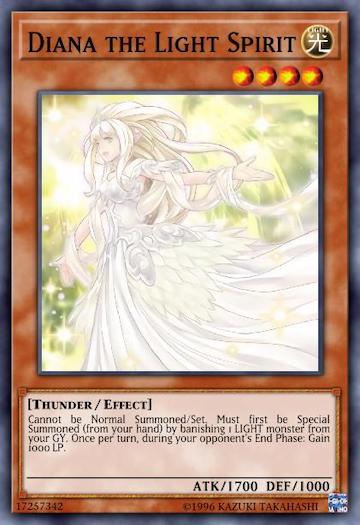 DIANA THE LIGHT SPIRIT
LIGHT
光
[THUNDER / EFFECT]
Cannot be Normal Summoned/Set. Must first be Special
Summoned (from your hand) by banishing 1 LIGHT monster from
your GY. Once per turn, during your opponent's End Phase: Gain
1000 LP.
ATK/1700 DEF/1000
17257342
©1996 KAZUKI TAKAHASHI